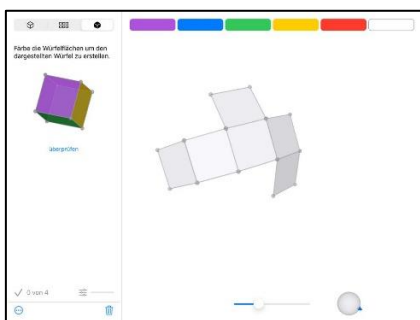 Färbe die Würfelflächen um den
dargestellten Würfel zu erstellen.
überprüfen
0 von 4